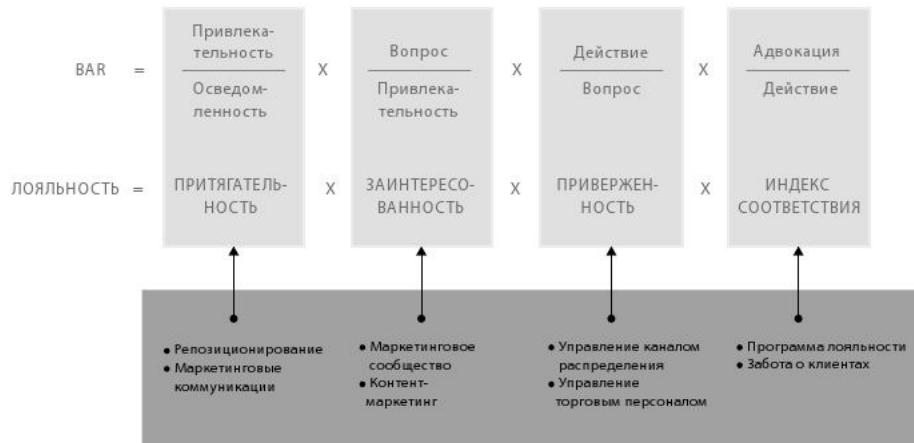 BAR = Привлека-
тельность
Осведом-
ленность
X
Вопрос
Привлека-
тельность
X
Действие
Вопрос
X
Адвокация
Действие
ЛОЯЛЬНОСТЬ = ПРИТЯГАТЕЛЬ-
НОСТЬ
X
ЗАИНТЕРЕСО-
ВАННОСТЬ
X
ПРИВЕРЖЕН-
НОСТЬ
X
ИНДЕКС
СООТВЕТСТВИЯ
● Репозиционирование
● Маркетинговые
коммуникации
● Маркетинговое
сообщество
● Контент-
маркетинг
● Управление каналом
распределения
● Управление
торговым персоналом
● Программа лояльности
● Забота о клиентах